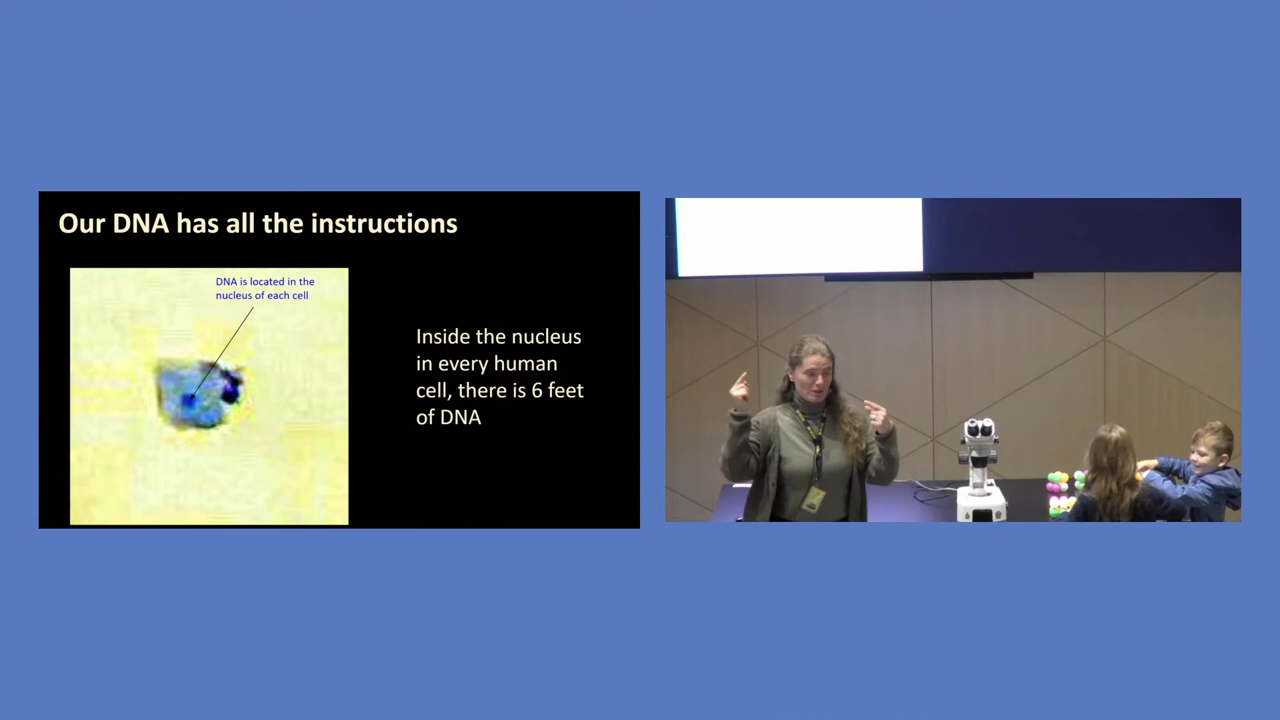 Our DNA has all the instructions
DNA is located in the
nucleus of each cell
Inside the nucleus
in every human
cell, there is 6 feet
of DNA